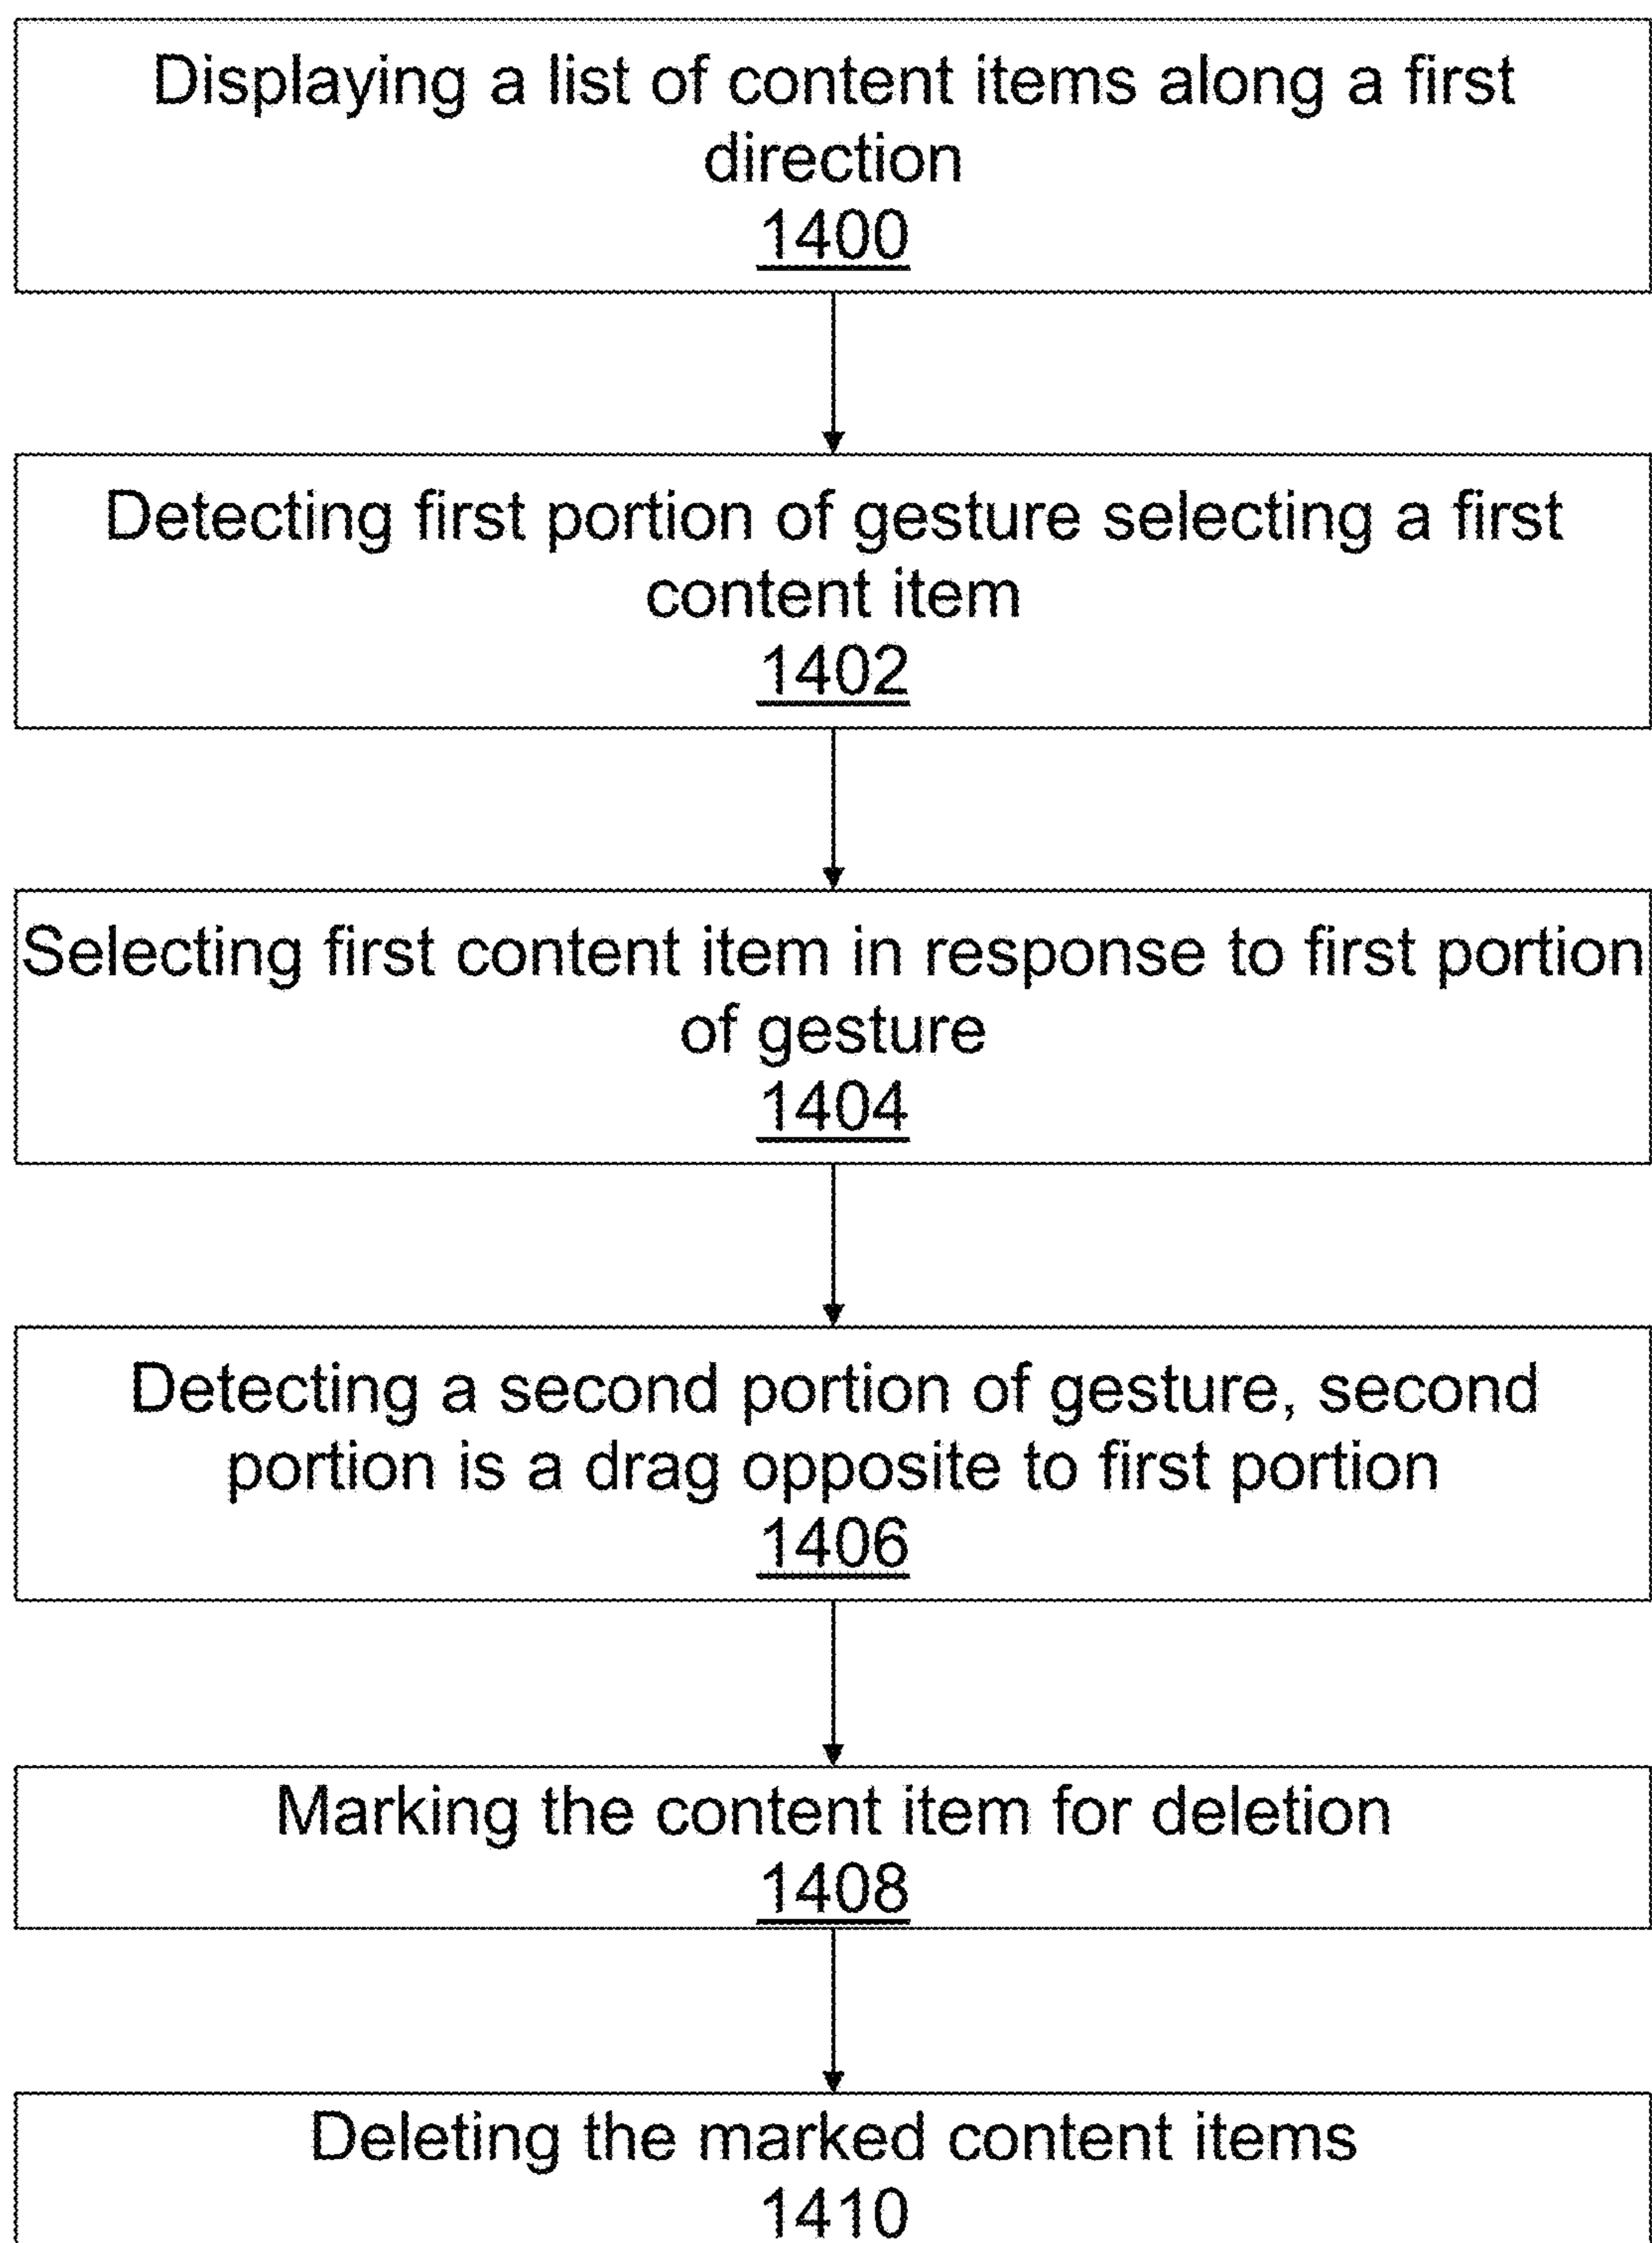 Displaying a list of content items along a first
direction
1400
Detecting first portion of gesture selecting a first
content item
1402
Selecting first content item in response to first portion
of gesture
1404
Detecting a second portion of gesture, second
portion is a drag opposite to first portion
1406
Marking the content item for deletion
1408
Deleting the marked content items
1410